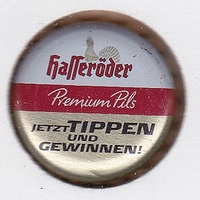 Hasseröder
Premium Pils
JETZT TIPPEN
UND
GEWINNEN!